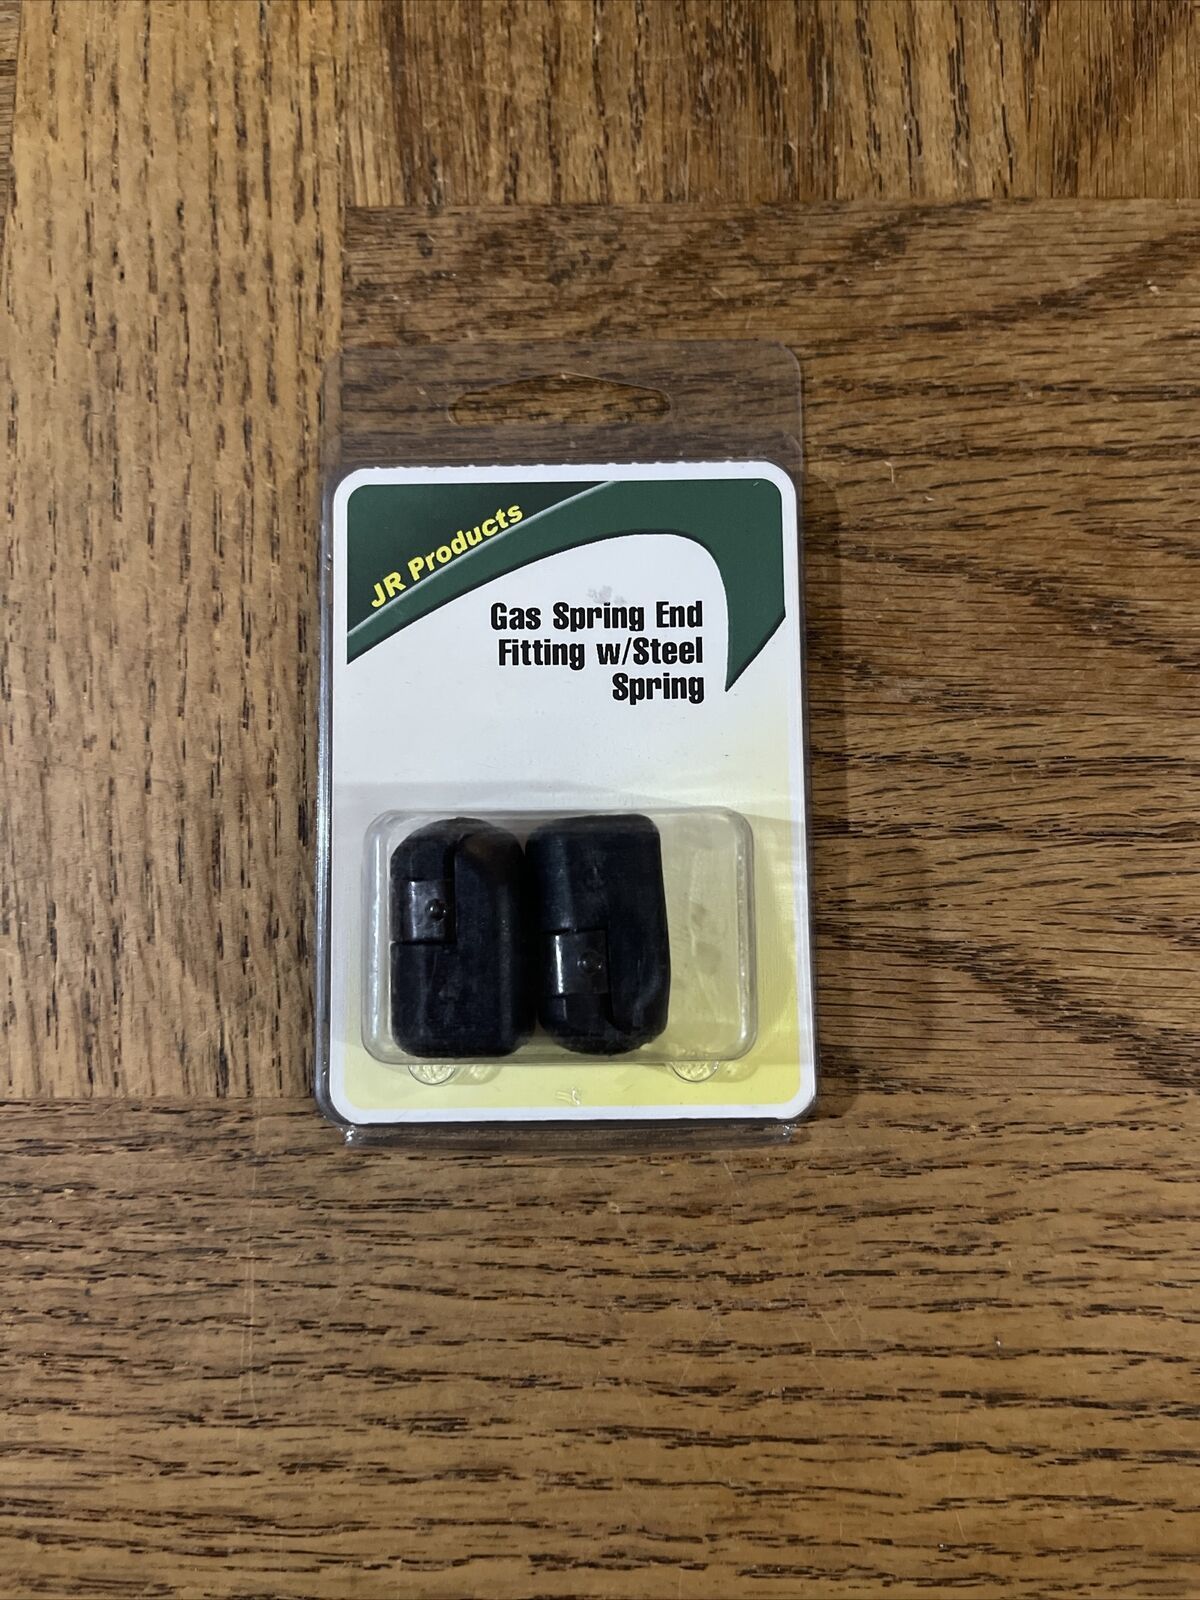 JR Products
Gas Spring End
Fitting w/Steel
Spring